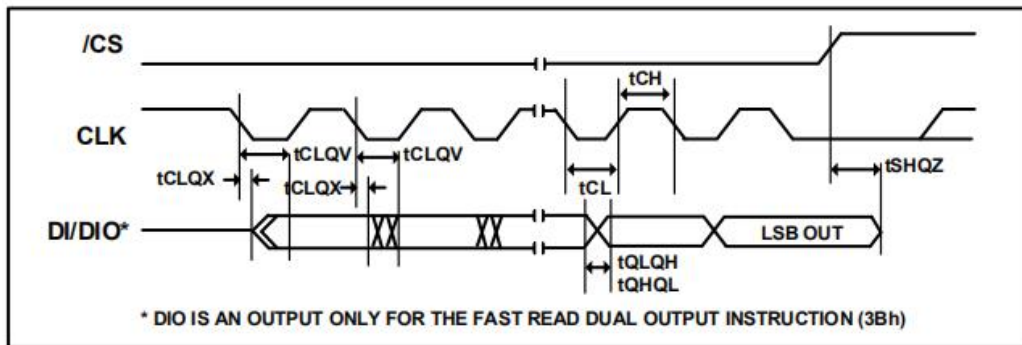 /CS
tCH
CLK
tCLQV
tCLQV
tCLQX
tCLQX
tCL
tSHQZ
DI/DIO*
LSB OUT
tQLQH
tQHQL
* DIO IS AN OUTPUT ONLY FOR THE FAST READ DUAL OUTPUT INSTRUCTION (3Bh)